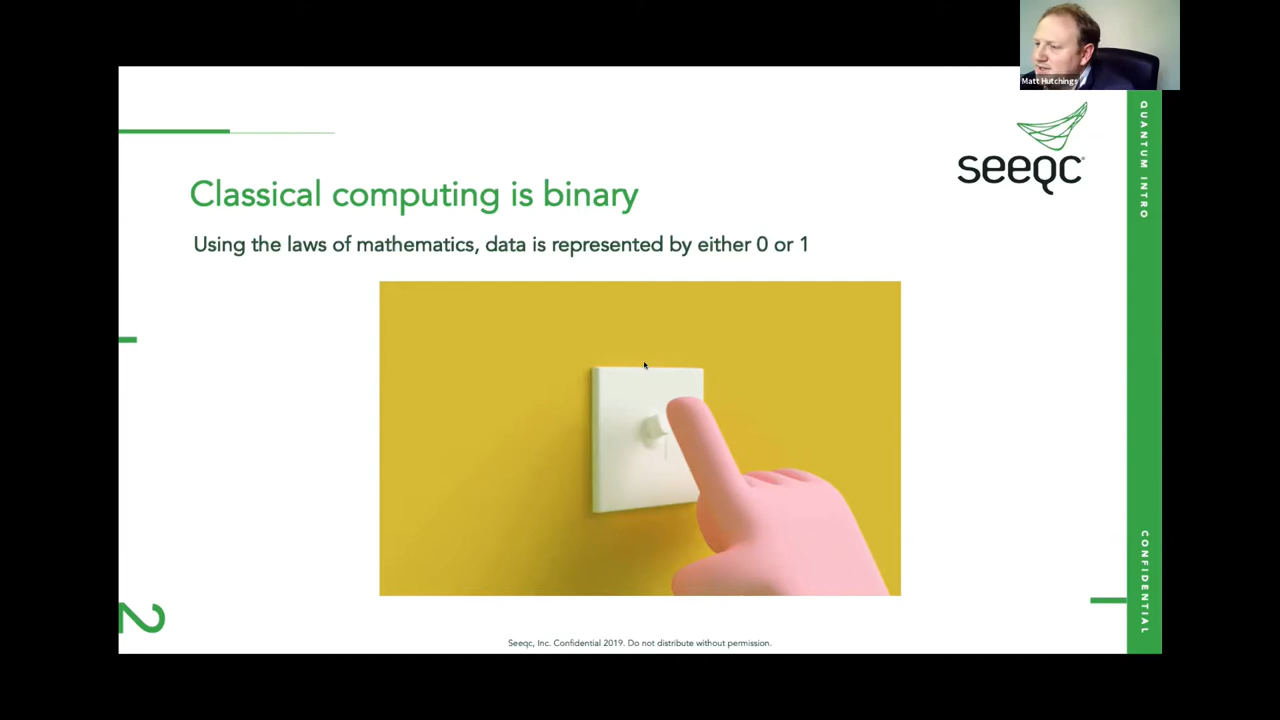 Matt Hutchings
QUANTUM INTRO
seeqc
Classical computing is binary
Using the laws of mathematics, data is represented by either 0 or 1
CONFIDENTIAL
2
Seeqc, Inc. Confidential 2019. Do not distribute without permission.